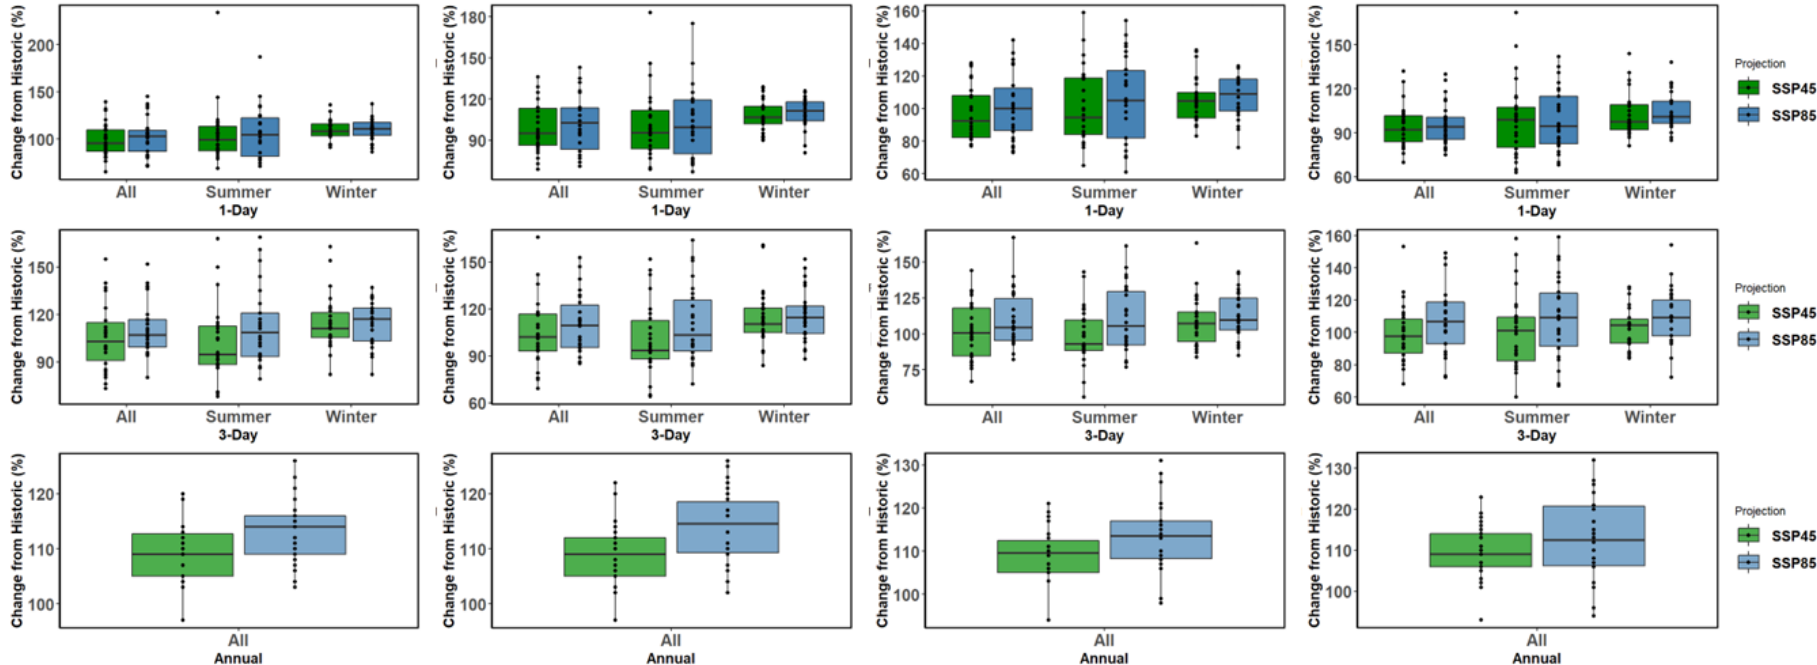 Change from Historic (%)
200
150
100
All Summer Winter
1-Day
Change from Historic (%)
180
150
120
90
All Summer Winter
1-Day
Change from Historic (%)
160
140
120
100
80
60
All Summer Winter
1-Day
Change from Historic (%)
150
120
90
60
All Summer Winter
1-Day
Projection
SSP45
SSP85
Change from Historic (%)
150
120
90
All Summer Winter
3-Day
Change from Historic (%)
150
120
90
60
All Summer Winter
3-Day
Change from Historic (%)
150
125
100
75
All Summer Winter
3-Day
Change from Historic (%)
160
140
120
100
80
60
All Summer Winter
3-Day
Projection
SSP45
SSP85
Change from Historic (%)
120
110
100
All
Annual
Change from Historic (%)
120
110
100
All
Annual
Change from Historic (%)
130
120
110
100
All
Annual
Change from Historic (%)
130
120
110
100
All
Annual
Projection
SSP45
SSP85